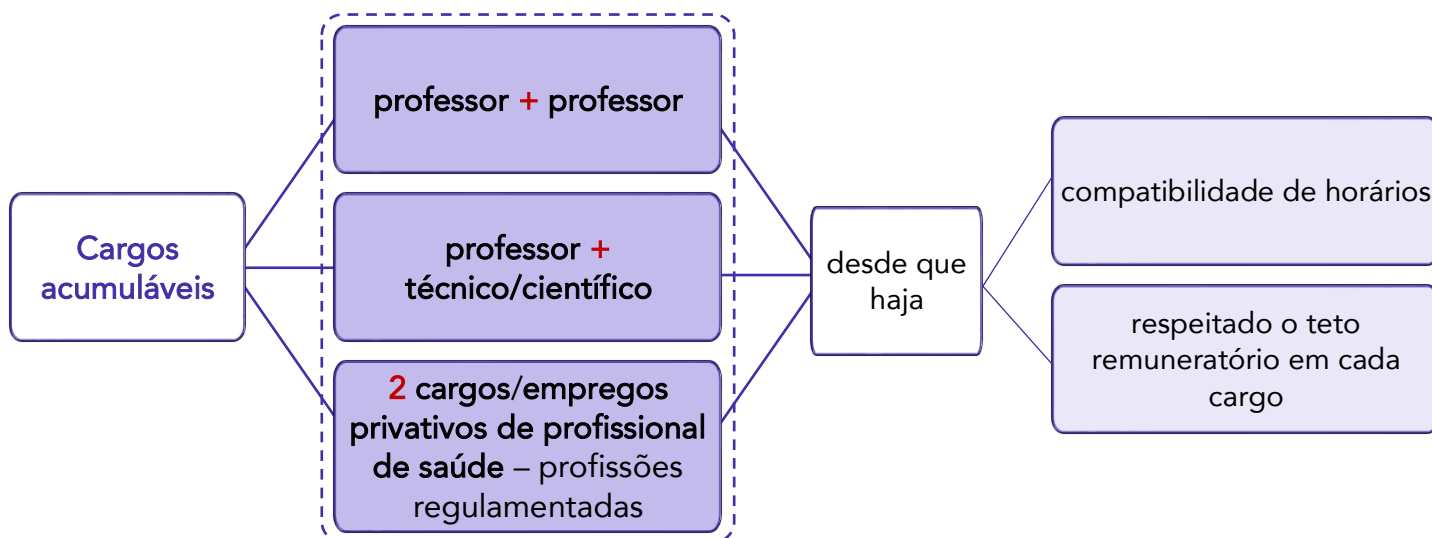 Cargos
acumuláveis
professor + professor
professor +
técnico/científico
2 cargos/empregos
privativos de profissional
de saúde – profissões
regulamentadas
desde que
haja
compatibilidade de horários
respeitado o teto
remuneratório em cada
cargo